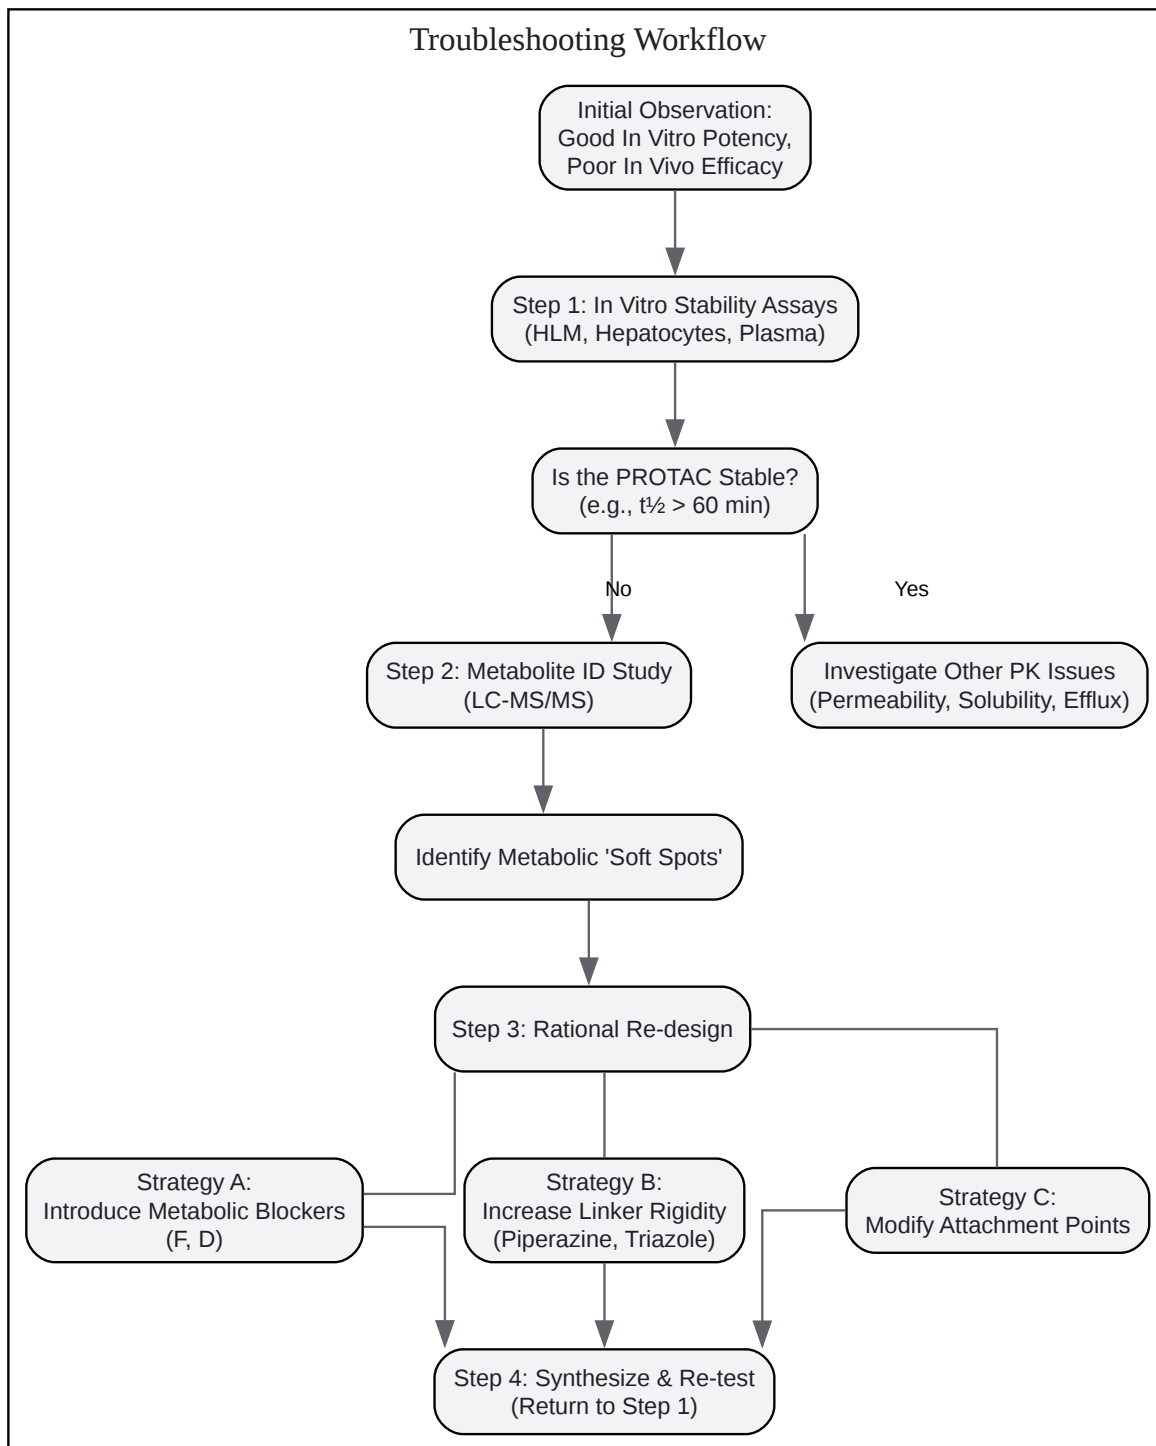 Troubleshooting Workflow
Initial Observation:
Good In Vitro Potency,
Poor In Vivo Efficacy
Step 1: In Vitro Stability Assays
(HLM, Hepatocytes, Plasma)
Is the PROTAC Stable?
(e.g., t½ > 60 min)
No
Yes
Step 2: Metabolite ID Study
(LC-MS/MS)
Investigate Other PK Issues
(Permeability, Solubility, Efflux)
Identify Metabolic 'Soft Spots'
Step 3: Rational Re-design
Strategy A:
Introduce Metabolic Blockers
(F, D)
Strategy B:
Increase Linker Rigidity
(Piperazine, Triazole)
Strategy C:
Modify Attachment Points
Step 4: Synthesize & Re-test
(Return to Step 1)